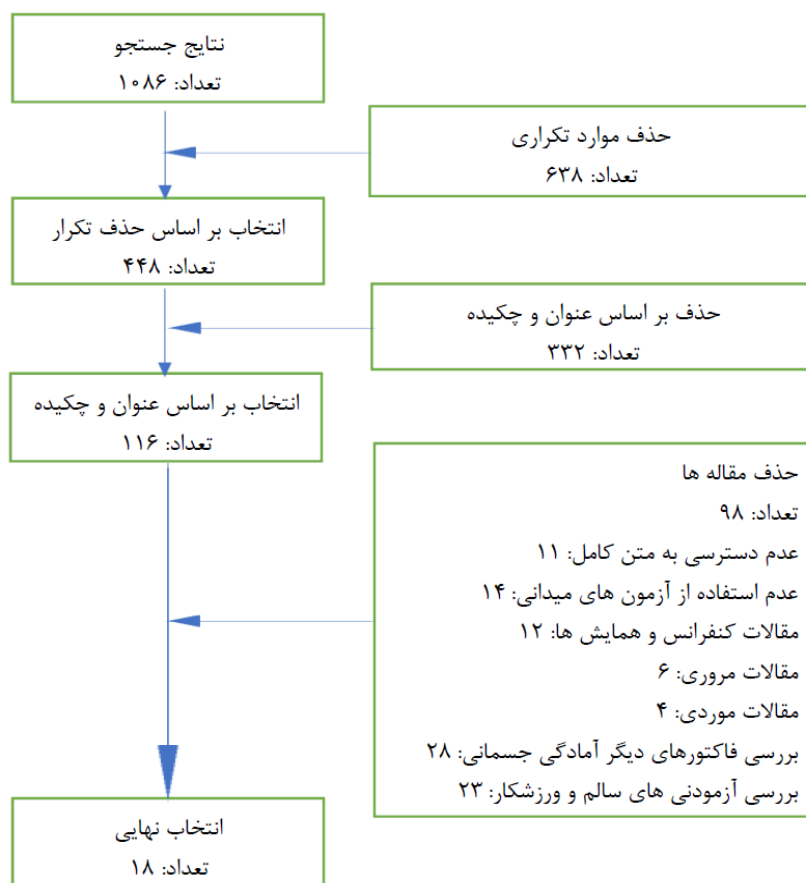 نتایج جستجو
تعداد: ۱۰۸۶
حذف موارد تکراری
تعداد: ۶۳۸
انتخاب بر اساس حذف تکرار
تعداد: ۴۴۸
حذف بر اساس عنوان و چکیده
تعداد: ۳۳۲
انتخاب بر اساس عنوان و چکیده
تعداد: ۱۱۶
حذف مقاله ها
تعداد: ۹۸
عدم دسترسی به متن کامل: ۱۱
عدم استفاده از آزمون های میدانی: ۱۴
مقالات کنفرانس و همایش ها: ۱۲
مقالات مروری: ۶
مقالات موردی: ۴
بررسی فاکتورهای دیگر آمادگی جسمانی: ۲۸
بررسی آزمودنی های سالم و ورزشکار: ۲۳
انتخاب نهایی
تعداد: ۱۸